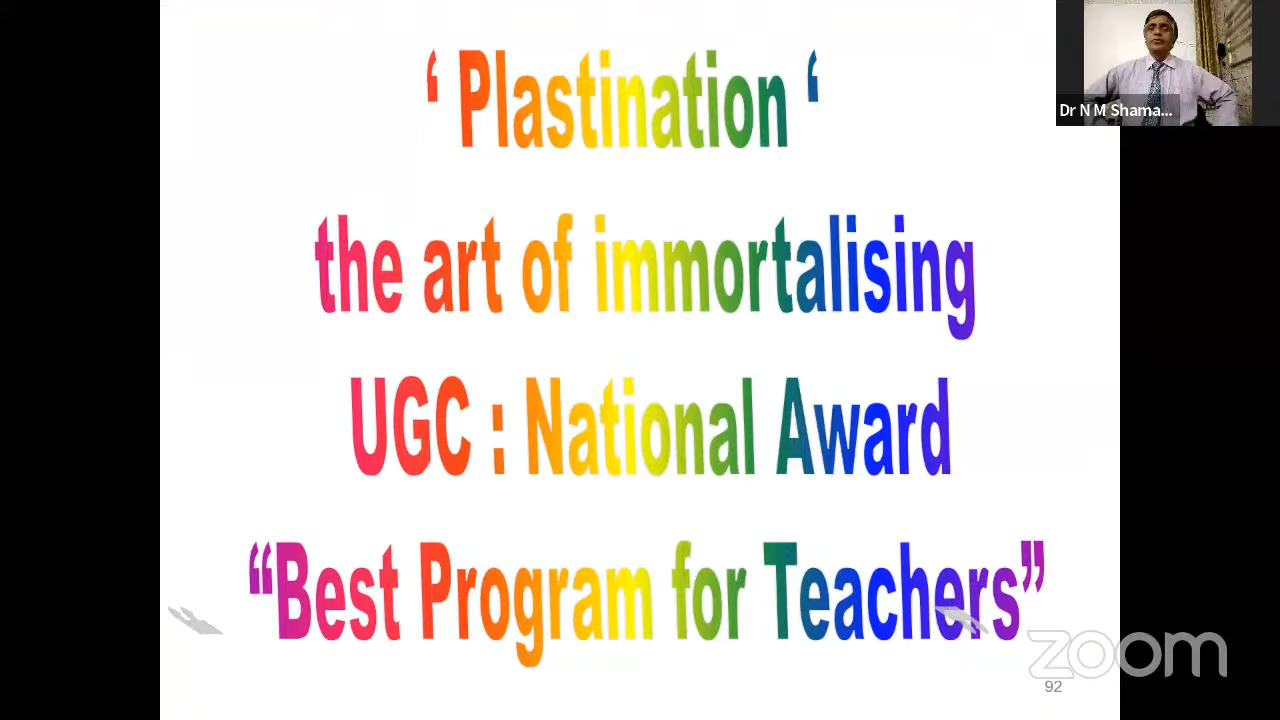 ‘ Plastination ‘
the art of immortalising
UGC : National Award
“Best Program for Teachers”
Dr N M Shama...
zoom
92